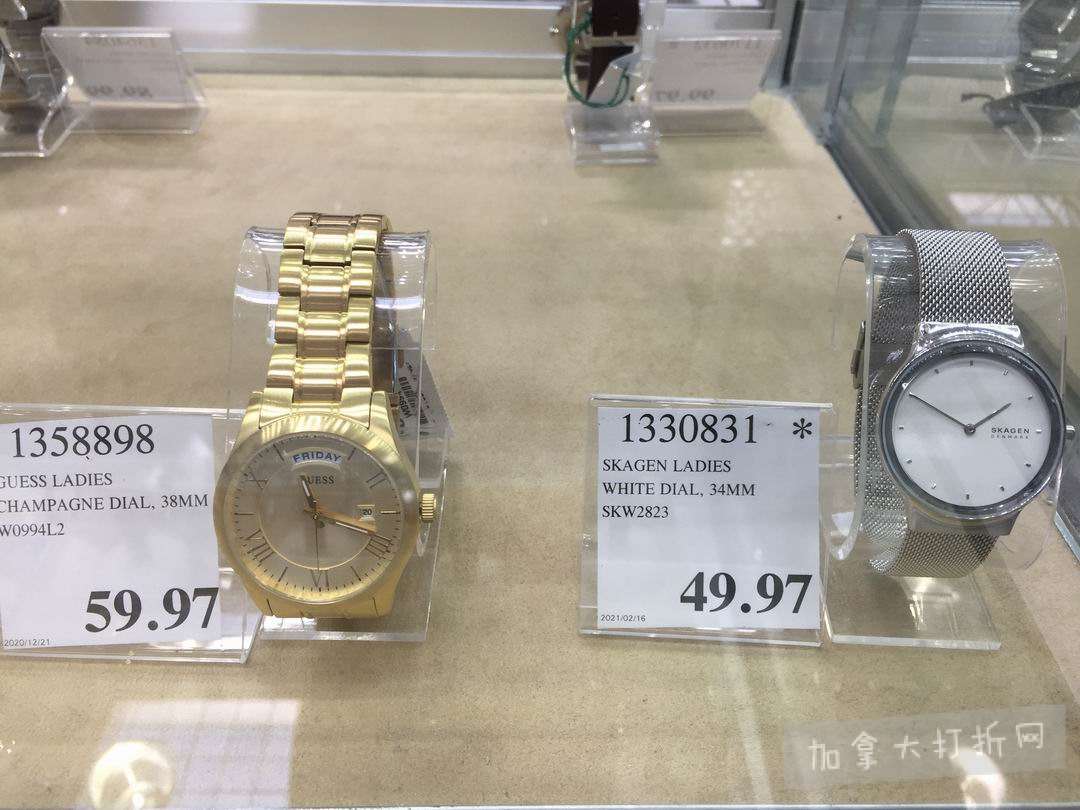 1358898
GUESS LADIES
CHAMPAGNE DIAL, 38MM
W0994L2
59.97
2020/12/21
FRIDAY
GUESS
20
1330831 *
SKAGEN LADIES
WHITE DIAL, 34MM
SKW2823
49.97
2021/02/16
SKAGEN
DENMARK
加拿大打折网